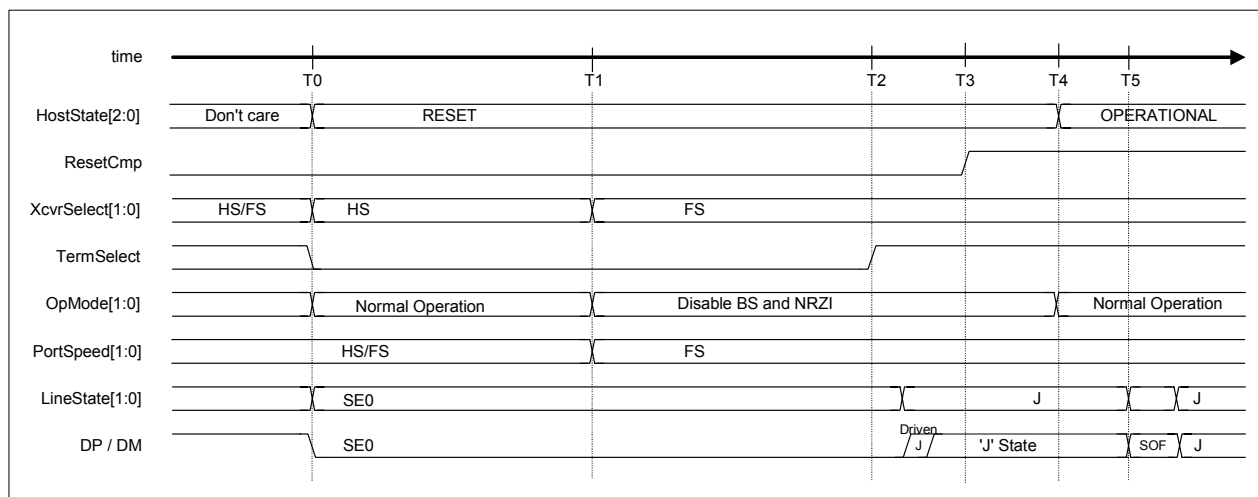 time
T0 T1 T2 T3 T4 T5
HostState[2:0] Don't care RESET OPERATIONAL
ResetCmp
XcvrSelect[1:0] HS/FS HS FS
TermSelect
OpMode[1:0] Normal Operation Disable BS and NRZI Normal Operation
PortSpeed[1:0] HS/FS FS
LineState[1:0] SE0 J J
Driven
DP / DM SE0 J 'J' State SOF J